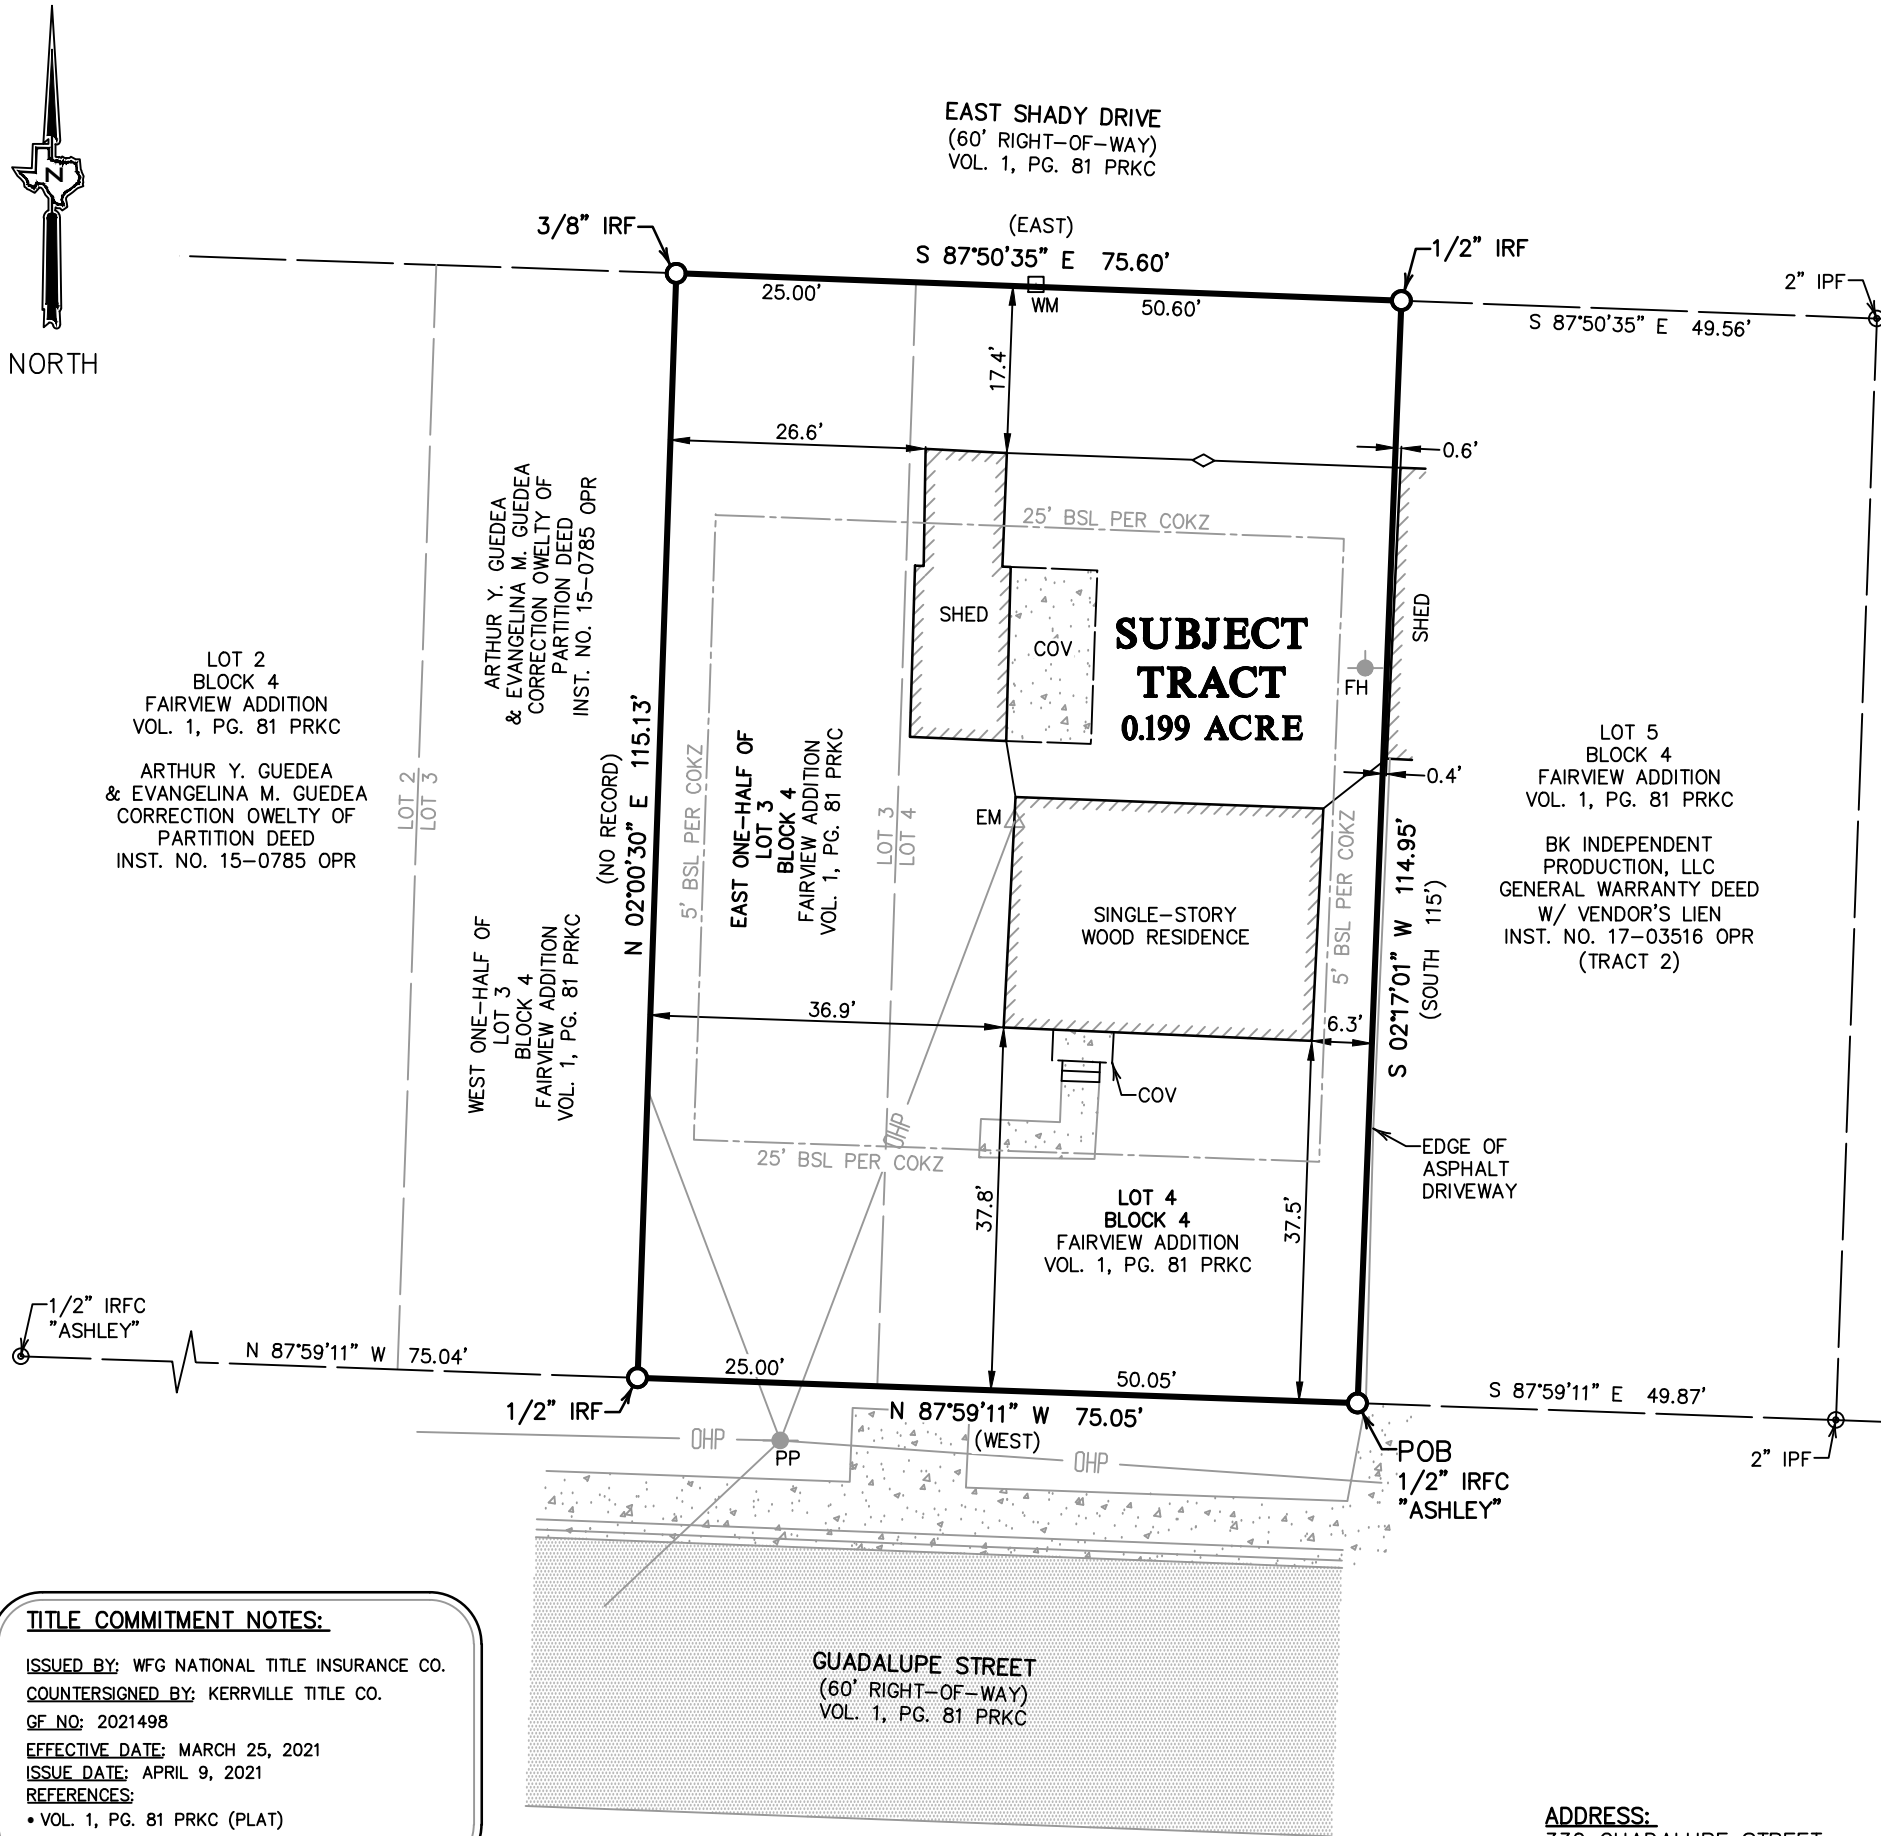 EAST SHADY DRIVE
(60' RIGHT-OF-WAY)
VOL. 1, PG. 81 PRKC
N
NORTH
3/8" IRF
(EAST)
S 87°50'35" E 75.60'
1/2" IRF
2" IPF
25.00'
WM
50.60'
S 87°50'35" E 49.56'
17.4'
26.6'
0.6'
25' BSL PER COKZ
ARTHUR Y. GUEDEA
& EVANGELINA M. GUEDEA
CORRECTION OWELTY OF
PARTITION DEED
INST. NO. 15-0785 OPR
SHED
COV
SUBJECT
TRACT
0.199 ACRE
FH
SHED
LOT 2
BLOCK 4
FAIRVIEW ADDITION
VOL. 1, PG. 81 PRKC
ARTHUR Y. GUEDEA
& EVANGELINA M. GUEDEA
CORRECTION OWELTY OF
PARTITION DEED
INST. NO. 15-0785 OPR
LOT 2
LOT 3
(NO RECORD)
N 02°00'30" E 115.13'
5' BSL PER COKZ
EAST ONE-HALF OF
LOT 3
BLOCK 4
FAIRVIEW ADDITION
VOL. 1, PG. 81 PRKC
LOT 3
LOT 4
EM
0.4'
5' BSL PER COKZ
S 02°17'01" W 114.95'
(SOUTH 115')
LOT 5
BLOCK 4
FAIRVIEW ADDITION
VOL. 1, PG. 81 PRKC
BK INDEPENDENT
PRODUCTION, LLC
GENERAL WARRANTY DEED
W/ VENDOR'S LIEN
INST. NO. 17-03516 OPR
(TRACT 2)
SINGLE-STORY
WOOD RESIDENCE
WEST ONE-HALF OF
LOT 3
BLOCK 4
FAIRVIEW ADDITION
VOL. 1, PG. 81 PRKC
36.9'
6.3'
COV
OHP
25' BSL PER COKZ
EDGE OF
ASPHALT
DRIVEWAY
37.8'
LOT 4
BLOCK 4
FAIRVIEW ADDITION
VOL. 1, PG. 81 PRKC
37.5'
1/2" IRFC
"ASHLEY"
N 87°59'11" W 75.04'
25.00'
50.05'
S 87°59'11" E 49.87'
1/2" IRF
N 87°59'11" W 75.05'
(WEST)
OHP
PP
OHP
POB
1/2" IRFC
"ASHLEY"
2" IPF
GUADALUPE STREET
(60' RIGHT-OF-WAY)
VOL. 1, PG. 81 PRKC
TITLE COMMITMENT NOTES:
ISSUED BY: WFG NATIONAL TITLE INSURANCE CO.
COUNTERSIGNED BY: KERRVILLE TITLE CO.
GF NO: 2021498
EFFECTIVE DATE: MARCH 25, 2021
ISSUE DATE: APRIL 9, 2021
REFERENCES:
• VOL. 1, PG. 81 PRKC (PLAT)
ADDRESS:
GUADALUPE STREET